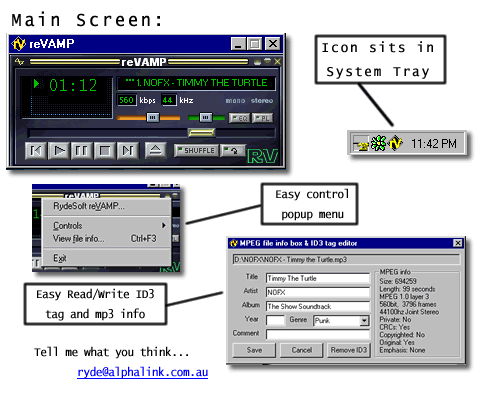 Main Screen:
reVAMP
reVAMP
01:12
*** 1. NOFX - TIMMY THE TURTLE
560 kbps 44 kHz mono stereo
EQ PL
SHUFFLE
RV
Icon sits in
System Tray
11:42 PM
reVAMP
RydeSoft reVAMP...
Controls
View file info... Ctrl+F3
Exit
Easy control
popup menu
Easy Read/Write ID3
tag and mp3 info
MPEG file info box & ID3 tag editor
D:\NOFX\NOFX - Timmy the Turtle.mp3
Title Timmy The Turtle
Artist NOFX
Album The Show Soundtrack
Year Genre Punk
Comment
Save Cancel Remove ID3
MPEG info
Size: 694259
Length: 99 seconds
MPEG 1.0 layer 3
560bit, 3796 frames
44100hz Joint Stereo
Private: No
CRCs: Yes
Copyrighted: No
Original: Yes
Emphasis: None
Tell me what you think...
ryde@alphalink.com.au